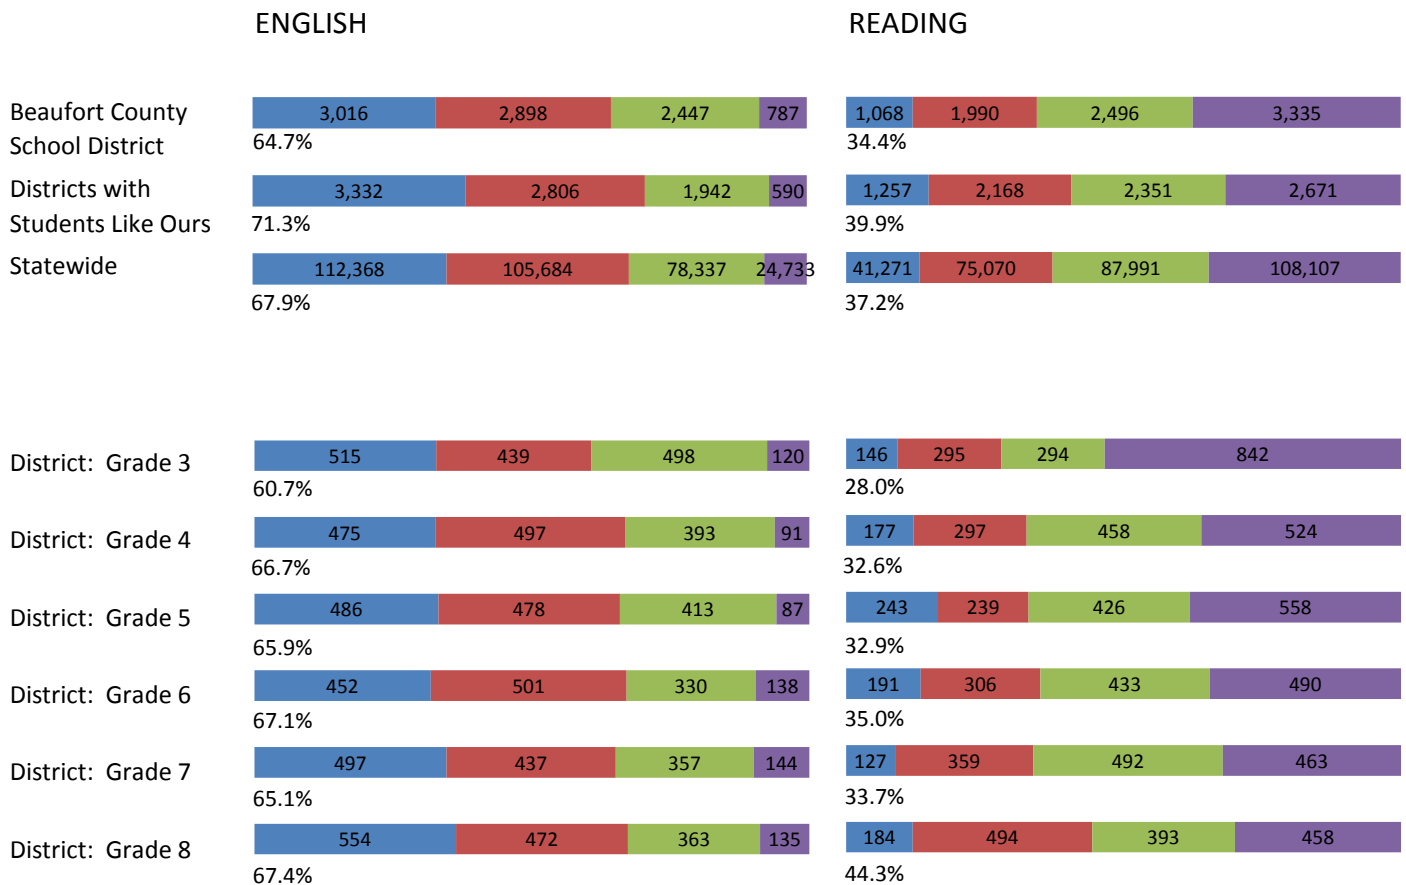 ENGLISH READING
Beaufort County 3,016 2,898 2,447 787 1,068 1,990 2,496 3,335
School District 64.7% 34.4%
Districts with 3,332 2,806 1,942 590 1,257 2,168 2,351 2,671
Students Like Ours 71.3% 39.9%
Statewide 112,368 105,684 78,337 24,733 41,271 75,070 87,991 108,107
67.9% 37.2%
District: Grade 3 515 439 498 120 146 295 294 842
60.7% 28.0%
District: Grade 4 475 497 393 91 177 297 458 524
66.7% 32.6%
District: Grade 5 486 478 413 87 243 239 426 558
65.9% 32.9%
District: Grade 6 452 501 330 138 191 306 433 490
67.1% 35.0%
District: Grade 7 497 437 357 144 127 359 492 463
65.1% 33.7%
District: Grade 8 554 472 363 135 184 494 393 458
67.4% 44.3%